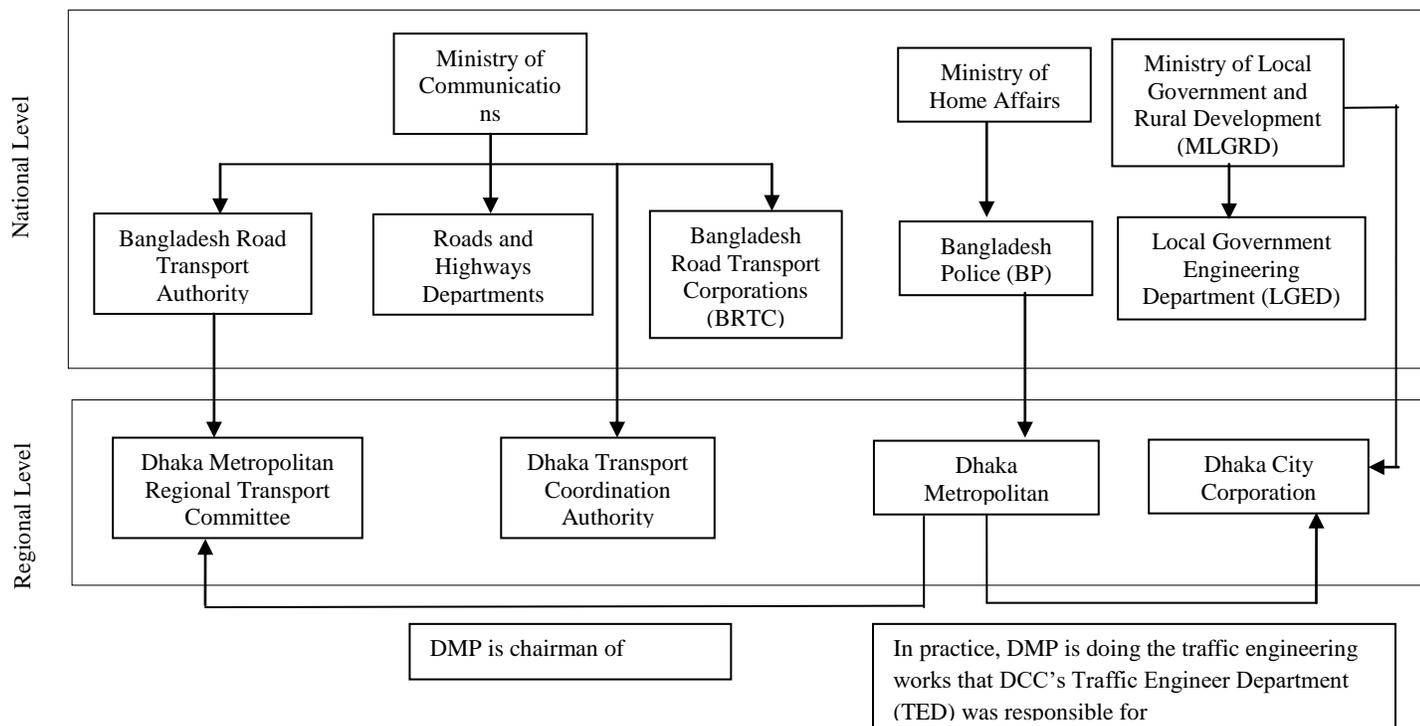 National Level
Ministry of
Communicatio
ns
Ministry of
Home Affairs
Ministry of Local
Government and
Rural Development
(MLGRD)
Bangladesh Road
Transport
Authority
Roads and
Highways
Departments
Bangladesh
Road Transport
Corporations
(BRTC)
Bangladesh
Police (BP)
Local Government
Engineering
Department (LGED)
Regional Level
Dhaka Metropolitan
Regional Transport
Committee
Dhaka Transport
Coordination
Authority
Dhaka
Metropolitan
Dhaka City
Corporation
DMP is chairman of
In practice, DMP is doing the traffic engineering
works that DCC’s Traffic Engineer Department
(TED) was responsible for